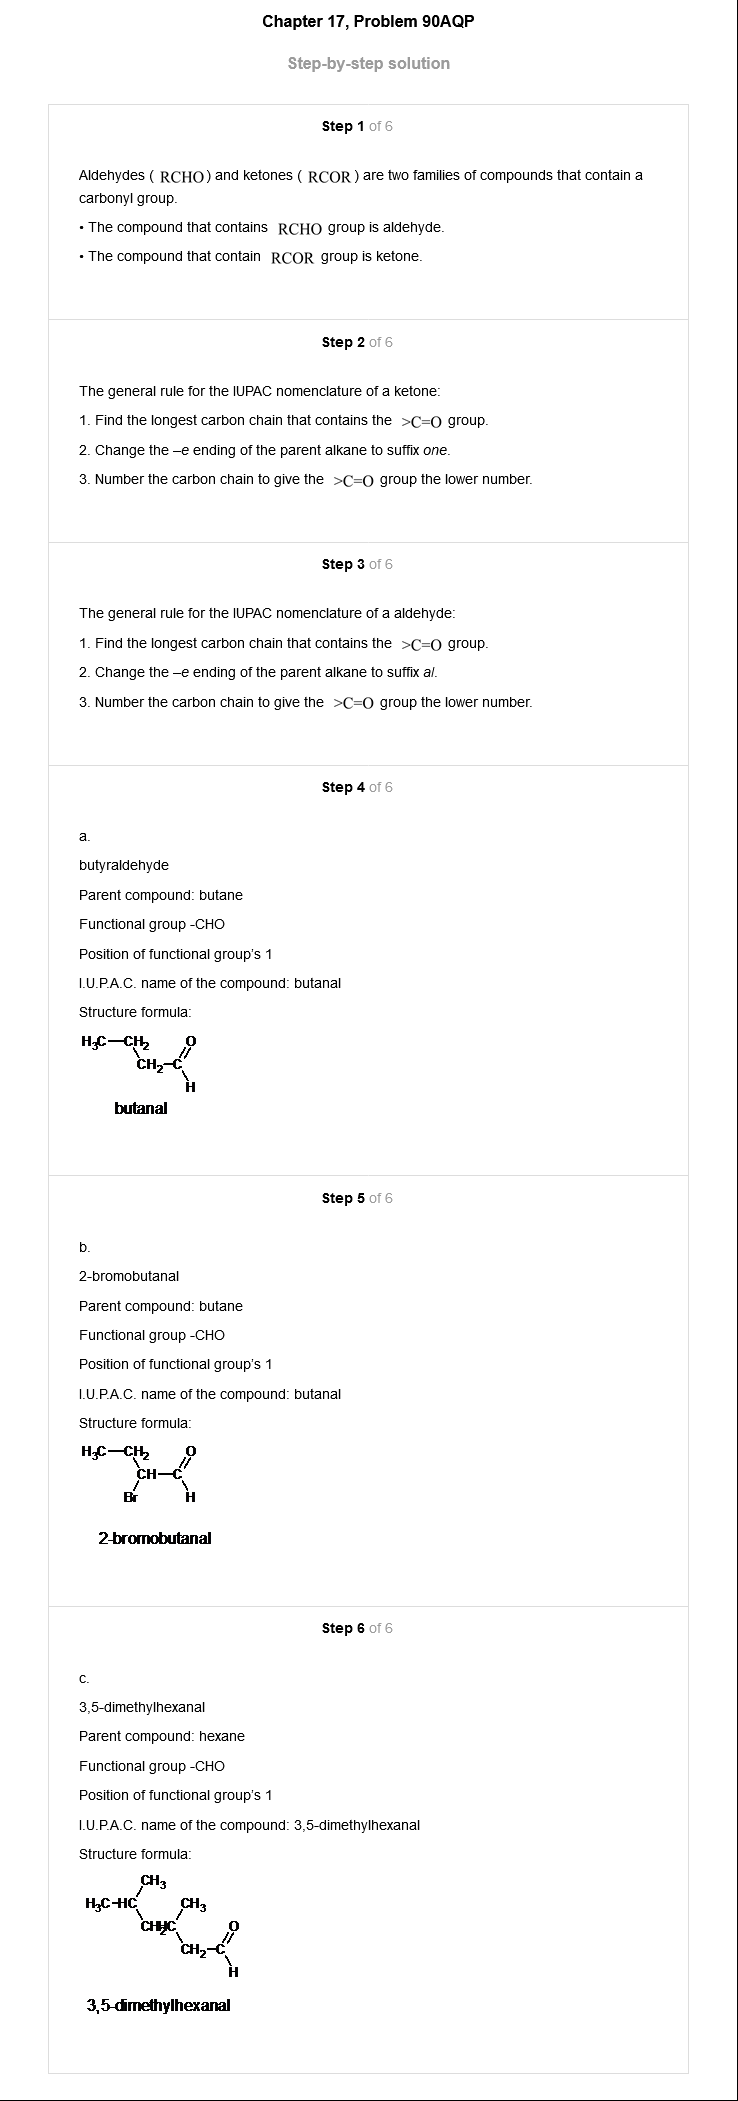 Chapter 17, Problem 90AQP
Step-by-step solution
Step 1 of 6
Aldehydes ( RCHO ) and ketones ( RCOR ) are two families of compounds that contain a
carbonyl group.
• The compound that contains RCHO group is aldehyde.
• The compound that contain RCOR group is ketone.
Step 2 of 6
The general rule for the IUPAC nomenclature of a ketone:
1. Find the longest carbon chain that contains the >C=O group.
2. Change the –e ending of the parent alkane to suffix one.
3. Number the carbon chain to give the >C=O group the lower number.
Step 3 of 6
The general rule for the IUPAC nomenclature of a aldehyde:
1. Find the longest carbon chain that contains the >C=O group.
2. Change the –e ending of the parent alkane to suffix al.
3. Number the carbon chain to give the >C=O group the lower number.
Step 4 of 6
a.
butyraldehyde
Parent compound: butane
Functional group -CHO
Position of functional group's 1
I.U.P.A.C. name of the compound: butanal
Structure formula:
H3C—CH2 O
CH2—C
H
butanal
Step 5 of 6
b.
2-bromobutanal
Parent compound: butane
Functional group -CHO
Position of functional group's 1
I.U.P.A.C. name of the compound: butanal
Structure formula:
H3C—CH2 O
CH—C
Br H
2-bromobutanal
Step 6 of 6
c.
3,5-dimethylhexanal
Parent compound: hexane
Functional group -CHO
Position of functional group's 1
I.U.P.A.C. name of the compound: 3,5-dimethylhexanal
Structure formula:
CH3
H3C-HC CH3
CH2HC O
CH2—C
H
3,5-dimethylhexanal